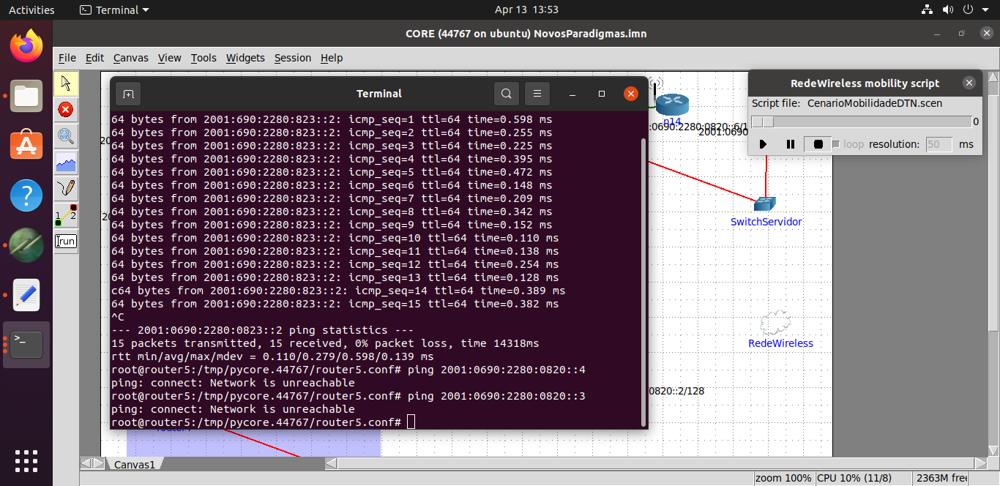 Activities
Terminal
Apr 13 13:53
CORE (44767 on ubuntu) NovosParadigmas.imn
File Edit Canvas View Tools Widgets Session Help
Terminal
64 bytes from 2001:690:2280:823::2: icmp_seq=1 ttl=64 time=0.598 ms
64 bytes from 2001:690:2280:823::2: icmp_seq=2 ttl=64 time=0.255 ms
64 bytes from 2001:690:2280:823::2: icmp_seq=3 ttl=64 time=0.225 ms
64 bytes from 2001:690:2280:823::2: icmp_seq=4 ttl=64 time=0.395 ms
64 bytes from 2001:690:2280:823::2: icmp_seq=5 ttl=64 time=0.472 ms
64 bytes from 2001:690:2280:823::2: icmp_seq=6 ttl=64 time=0.148 ms
64 bytes from 2001:690:2280:823::2: icmp_seq=7 ttl=64 time=0.209 ms
64 bytes from 2001:690:2280:823::2: icmp_seq=8 ttl=64 time=0.342 ms
64 bytes from 2001:690:2280:823::2: icmp_seq=9 ttl=64 time=0.152 ms
64 bytes from 2001:690:2280:823::2: icmp_seq=10 ttl=64 time=0.110 ms
64 bytes from 2001:690:2280:823::2: icmp_seq=11 ttl=64 time=0.138 ms
64 bytes from 2001:690:2280:823::2: icmp_seq=12 ttl=64 time=0.254 ms
64 bytes from 2001:690:2280:823::2: icmp_seq=13 ttl=64 time=0.128 ms
c64 bytes from 2001:690:2280:823::2: icmp_seq=14 ttl=64 time=0.389 ms
64 bytes from 2001:690:2280:823::2: icmp_seq=15 ttl=64 time=0.382 ms
^C
--- 2001:0690:2280:0823::2 ping statistics ---
15 packets transmitted, 15 received, 0% packet loss, time 14318ms
rtt min/avg/max/mdev = 0.110/0.279/0.598/0.139 ms
root@router5:/tmp/pycore.44767/router5.conf# ping 2001:0690:2280:0820::4
ping: connect: Network is unreachable
root@router5:/tmp/pycore.44767/router5.conf# ping 2001:0690:2280:0820::3
ping: connect: Network is unreachable
root@router5:/tmp/pycore.44767/router5.conf#
RedeWireless mobility script
Script file: CenarioMobilidadeDTN.scen
0
loop resolution: 50 ms
n14
:0690:2280:0820::6/1
2001:0690
SwitchServidor
RedeWireless
0820::2/128
20
20
1 2
run
Canvas1
zoom 100% CPU 10% (11/8) 2363M free